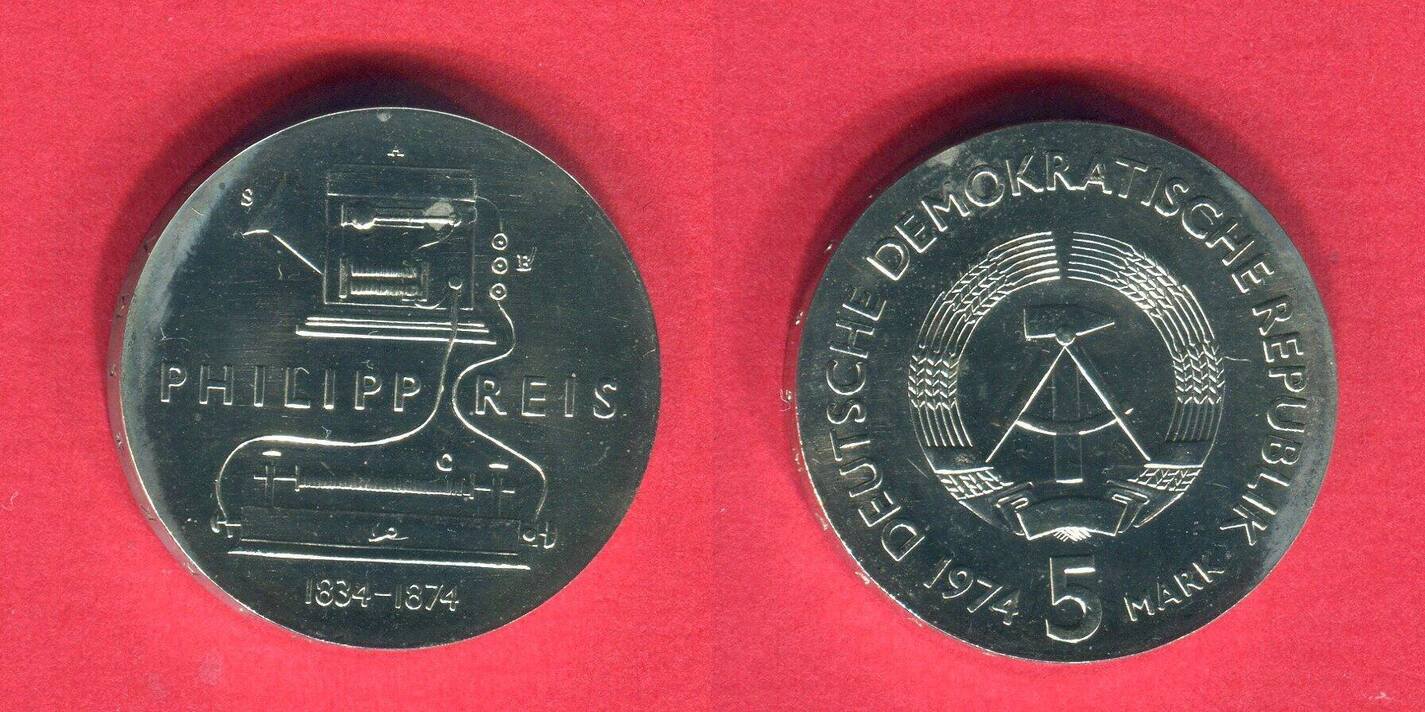 A
S
B
PHILIPP REIS
C
1834-1874
DEUTSCHE DEMOKRATISCHE REPUBLIK
1974 5 MARK